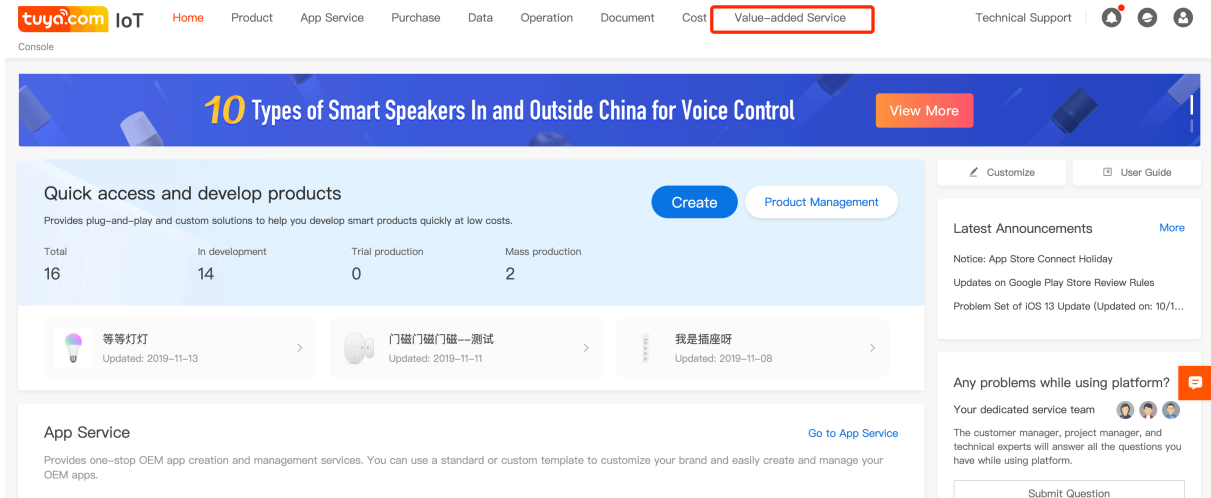 tuya.com IoT Home Product App Service Purchase Data Operation Document Cost Value-added Service Technical Support
Console
10 Types of Smart Speakers In and Outside China for Voice Control View More
Quick access and develop products
Provides plug-and-play and custom solutions to help you develop smart products quickly at low costs.
Create Product Management
Total In development Trial production Mass production
16 14 0 2
等等灯灯
Updated: 2019-11-13
门磁门磁门磁--测试
Updated: 2019-11-11
我是插座呀
Updated: 2019-11-08
App Service Go to App Service
Provides one-stop OEM app creation and management services. You can use a standard or custom template to customize your brand and easily create and manage your
OEM apps.
Customize User Guide
Latest Announcements More
Notice: App Store Connect Holiday
Updates on Google Play Store Review Rules
Problem Set of iOS 13 Update (Updated on: 10/1...
Any problems while using platform?
Your dedicated service team
The customer manager, project manager, and
technical experts will answer all the questions you
have while using platform.
Submit Question